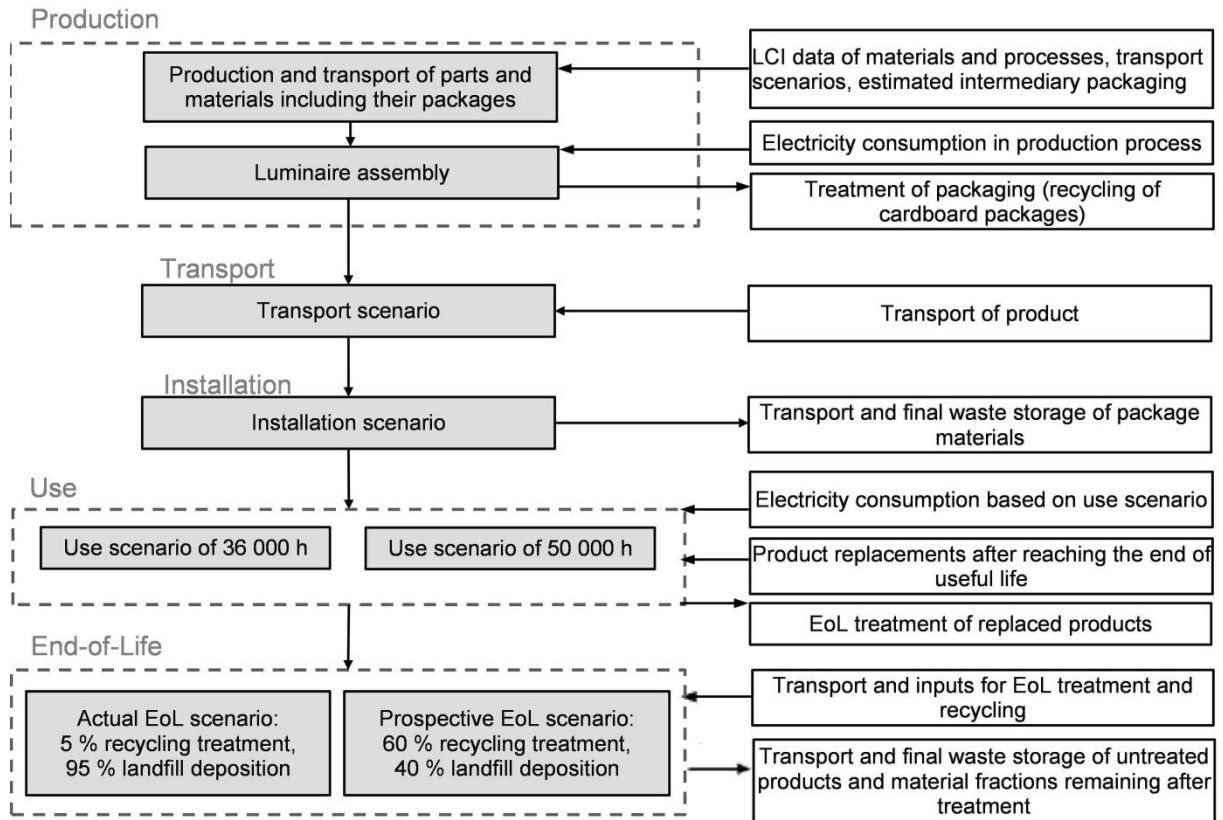 Production
Production and transport of parts and
materials including their packages
LCI data of materials and processes, transport
scenarios, estimated intermediary packaging
Luminaire assembly
Electricity consumption in production process
Treatment of packaging (recycling of
cardboard packages)
Transport
Transport scenario
Transport of product
Installation
Installation scenario
Transport and final waste storage of package
materials
Use
Use scenario of 36 000 h
Use scenario of 50 000 h
Electricity consumption based on use scenario
Product replacements after reaching the end of
useful life
EoL treatment of replaced products
End-of-Life
Actual EoL scenario:
5 % recycling treatment,
95 % landfill deposition
Prospective EoL scenario:
60 % recycling treatment,
40 % landfill deposition
Transport and inputs for EoL treatment and
recycling
Transport and final waste storage of untreated
products and material fractions remaining after
treatment